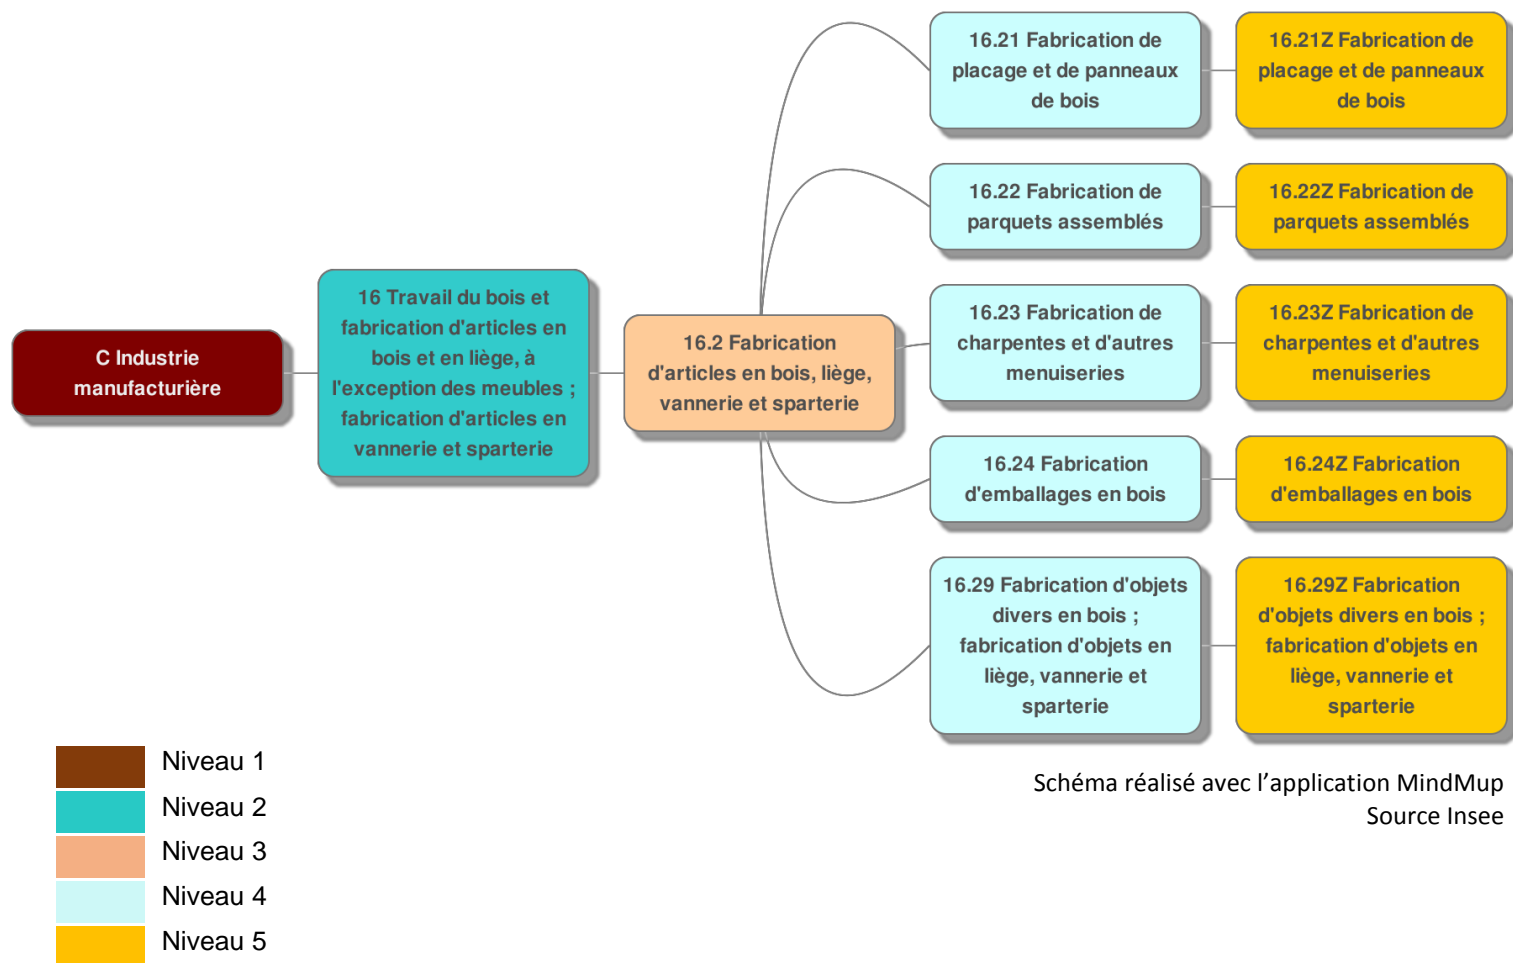 C Industrie
manufacturière
16 Travail du bois et
fabrication d'articles en
bois et en liège, à
l'exception des meubles ;
fabrication d'articles en
vannerie et sparterie
16.2 Fabrication
d'articles en bois, liège,
vannerie et sparterie
16.21 Fabrication de
placage et de panneaux
de bois
16.21Z Fabrication de
placage et de panneaux
de bois
16.22 Fabrication de
parquets assemblés
16.22Z Fabrication de
parquets assemblés
16.23 Fabrication de
charpentes et d'autres
menuiseries
16.23Z Fabrication de
charpentes et d'autres
menuiseries
16.24 Fabrication
d'emballages en bois
16.24Z Fabrication
d'emballages en bois
16.29 Fabrication d'objets
divers en bois ;
fabrication d'objets en
liège, vannerie et
sparterie
16.29Z Fabrication
d'objets divers en bois ;
fabrication d'objets en
liège, vannerie et
sparterie
Niveau 1
Niveau 2
Niveau 3
Niveau 4
Niveau 5
Schéma réalisé avec l’application MindMup
Source Insee